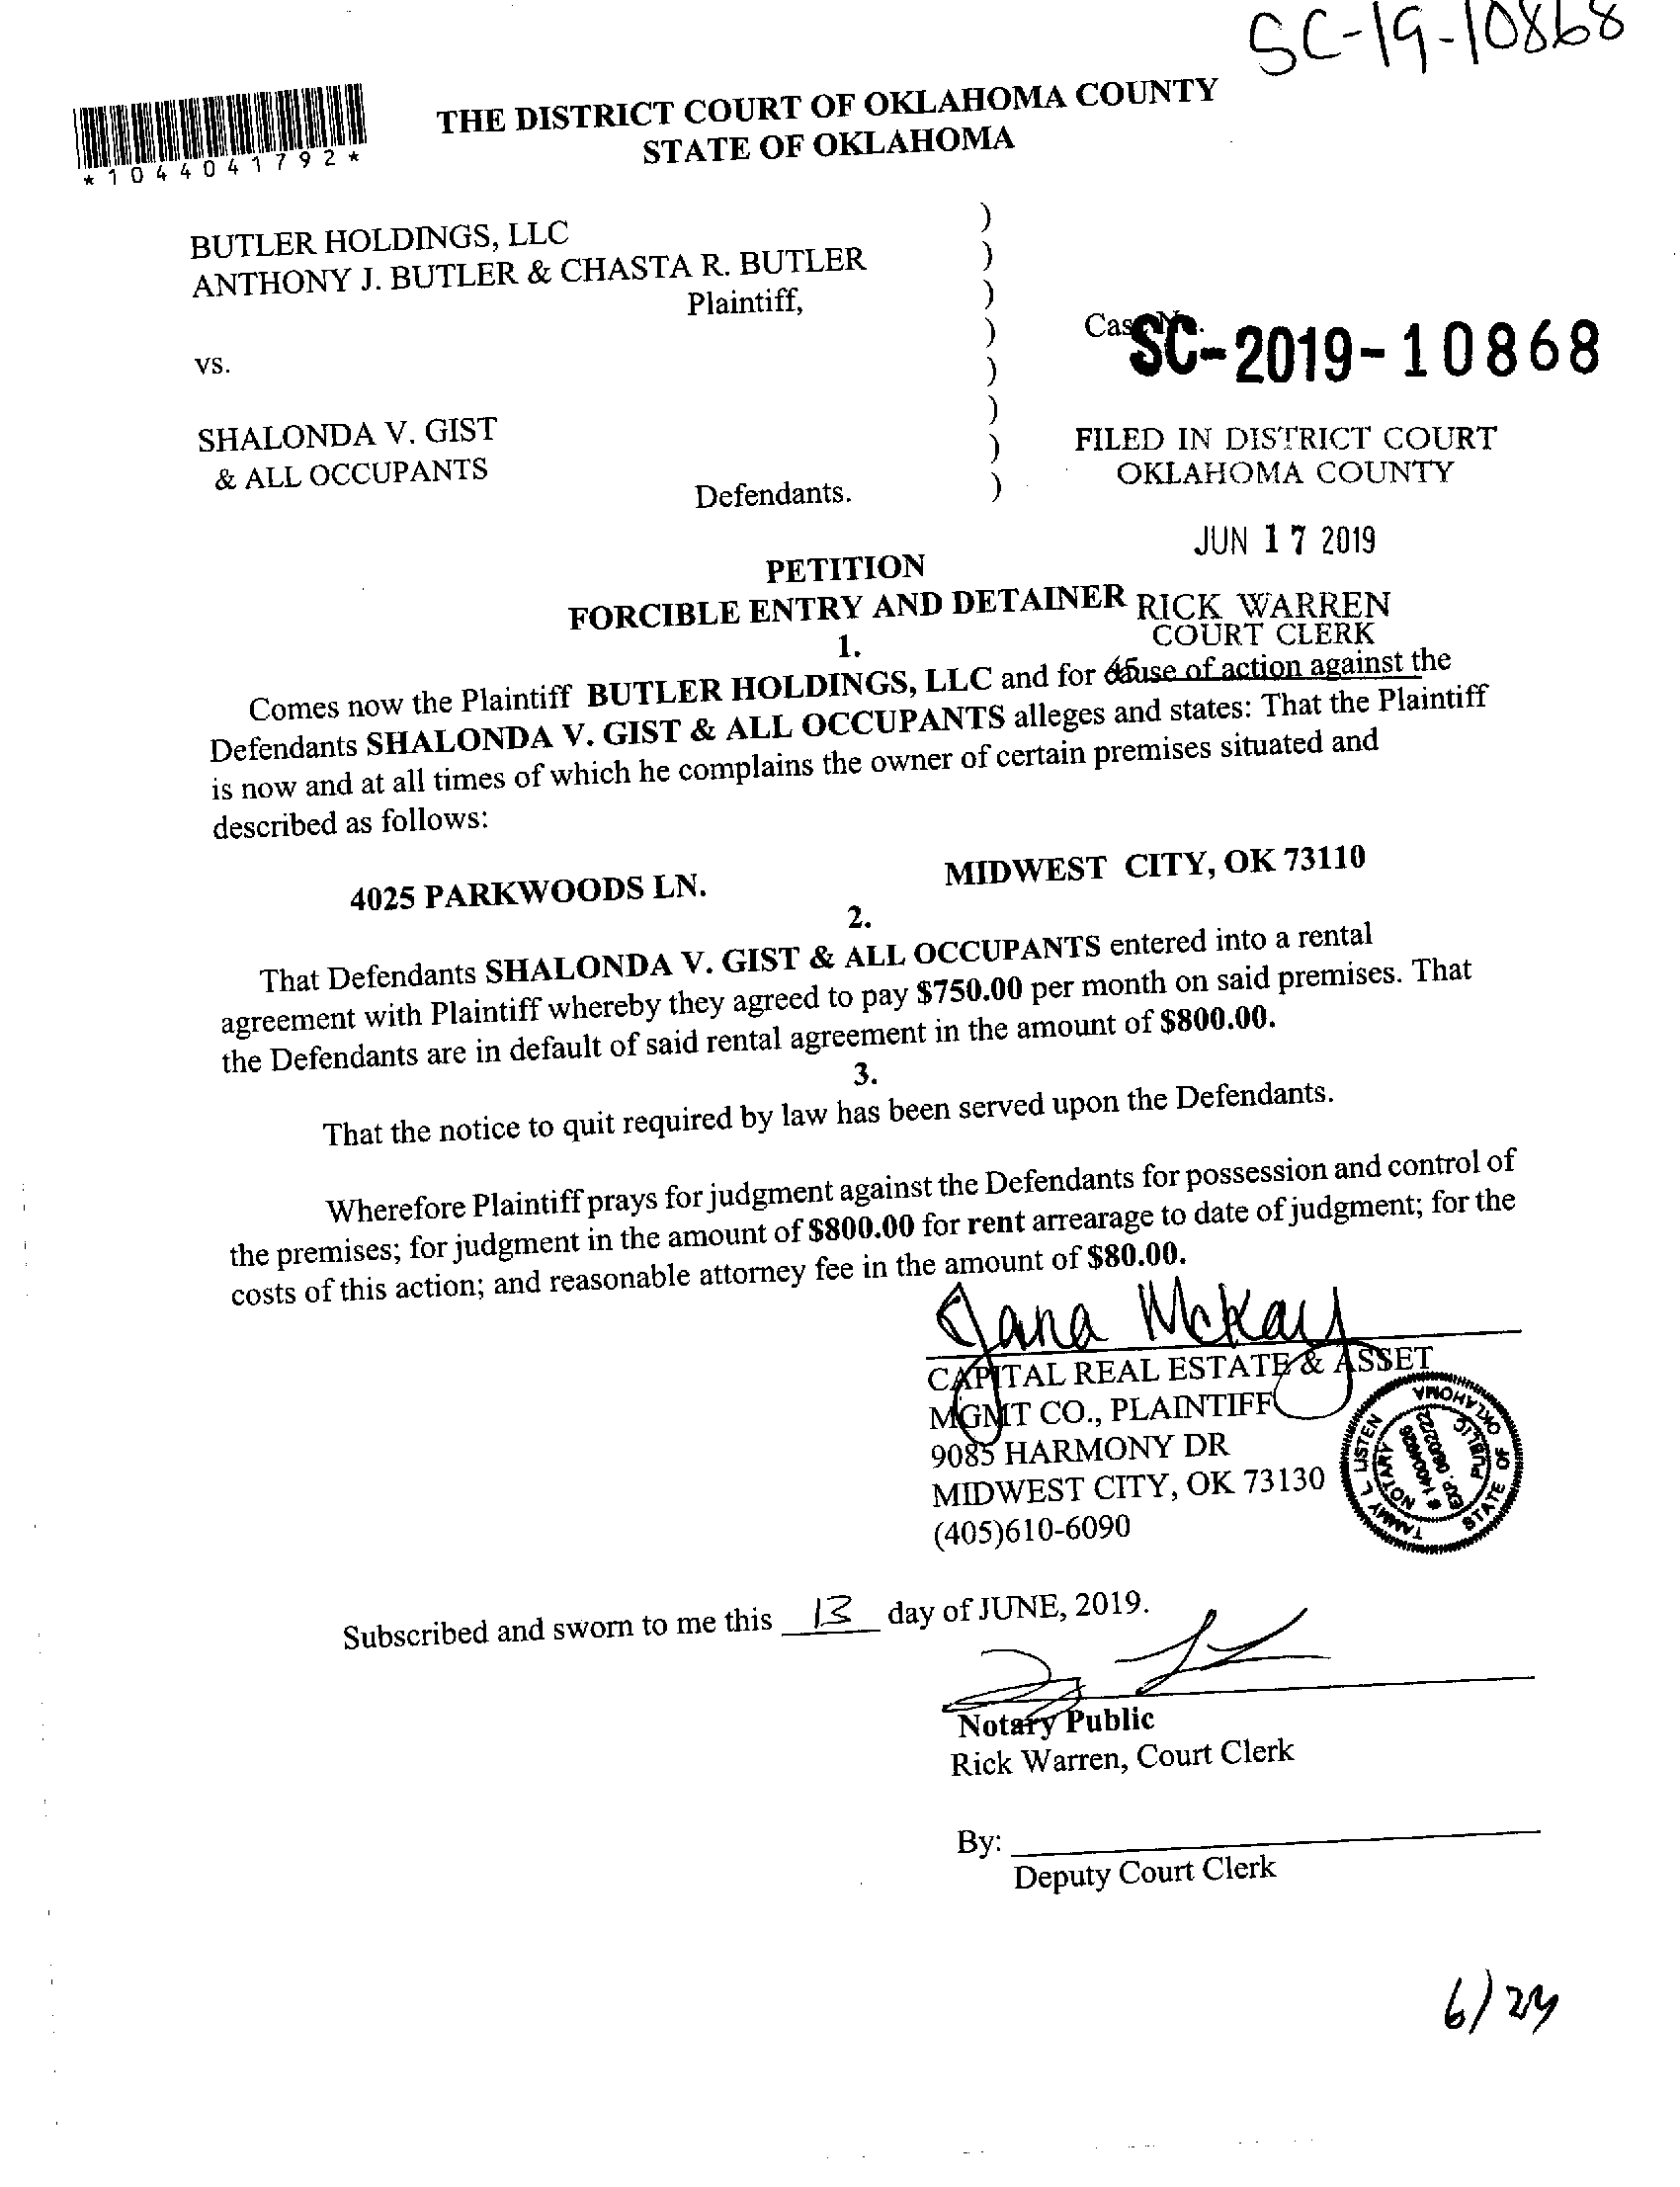 SC-19-10868
*1044041792*
THE DISTRICT COURT OF OKLAHOMA COUNTY
STATE OF OKLAHOMA
BUTLER HOLDINGS, LLC )
ANTHONY J. BUTLER & CHASTA R. BUTLER )
Plaintiff, )
)
vs. )
)
SHALONDA V. GIST )
& ALL OCCUPANTS
Defendants. )
Case No.
SC-2019-10868
FILED IN DISTRICT COURT
OKLAHOMA COUNTY
JUN 17 2019
RICK WARREN
COURT CLERK
45
PETITION
FORCIBLE ENTRY AND DETAINER
1.
Comes now the Plaintiff BUTLER HOLDINGS, LLC and for cause of action against the
Defendants SHALONDA V. GIST & ALL OCCUPANTS alleges and states: That the Plaintiff
is now and at all times of which he complains the owner of certain premises situated and
described as follows:
4025 PARKWOODS LN. MIDWEST CITY, OK 73110
2.
That Defendants SHALONDA V. GIST & ALL OCCUPANTS entered into a rental
agreement with Plaintiff whereby they agreed to pay $750.00 per month on said premises. That
the Defendants are in default of said rental agreement in the amount of $800.00.
3.
That the notice to quit required by law has been served upon the Defendants.
Wherefore Plaintiff prays for judgment against the Defendants for possession and control of
the premises; for judgment in the amount of $800.00 for rent arrearage to date of judgment; for the
costs of this action; and reasonable attorney fee in the amount of $80.00.
Jana McKay
CAPITAL REAL ESTATE & ASSET
MGMT CO., PLAINTIFF
9085 HARMONY DR
MIDWEST CITY, OK 73130
(405)610-6090
TAMMY L LISTEN
STATE OF OKLAHOMA
NOTARY PUBLIC
# 14004926
EXP. 06/02/22
Subscribed and sworn to me this 13 day of JUNE, 2019.
Notary Public
Rick Warren, Court Clerk
By:
Deputy Court Clerk
6/24